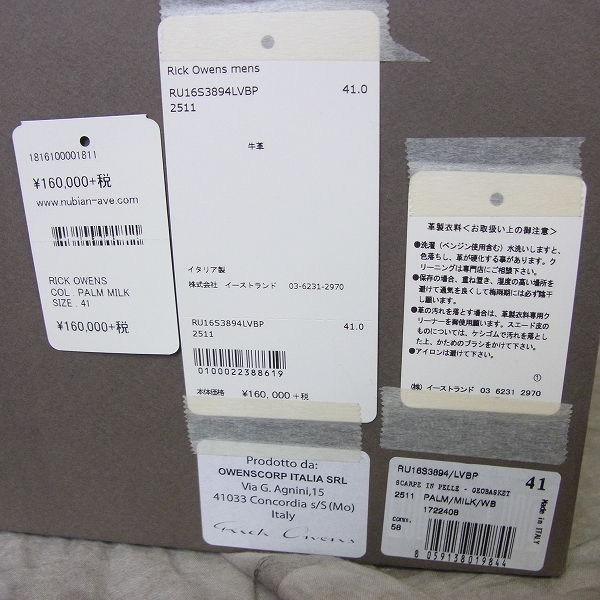 1816100001811
¥160,000+税
www.nubian-ave.com
RICK OWENS
COL . PALM MILK
SIZE . 41
¥160,000+税
Rick Owens mens
RU16S3894LVBP 41.0
2511
牛革
イタリア製
株式会社 イーストランド 03-6231-2970
RU16S3894LVBP 41.0
2511
0100022388619
本体価格 ¥160,000+税
革製衣料<お取扱い上の御注意>
●洗濯(ベンジン使用含む)水洗いしますと、
色落ちし、革が硬化する事があります。ク
リーニングは専門店にご相談下さい。
●保存の場合、重ね置き、湿度の高い場所を
避けて通気を良くして梅雨期には必ず陰干
し願います。
●革の汚れを落とす場合は、革製衣料専用ク
リーナーを御使用願います。スエード皮の
ものについては、ケシゴムで汚れを落とし
た上、かためのブラシをかけて下さい。
●アイロンは避けて下さい。
①
(株)イーストランド 03 6231 2970
Prodotto da:
OWENSCORP ITALIA SRL
Via G. Agnini,15
41033 Concordia s/S (Mo)
Italy
Rick Owens
RU16S3894/LVBP 41
SCARPE IN PELLE - GEOBASKET
2511 PALM/MILK/WB
1722408
comm.
58
Made in ITALY
8 059138019844